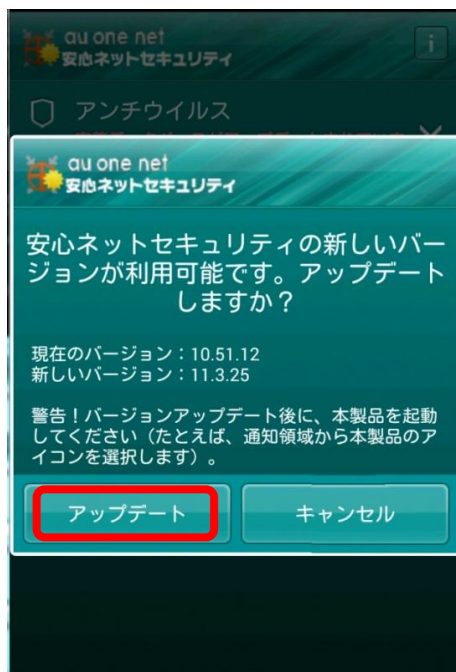 au one net
安心ネットセキュリティ
i
アンチウイルス
au one net
安心ネットセキュリティ
安心ネットセキュリティの新しいバー
ジョンが利用可能です。アップデート
しますか？
現在のバージョン：10.51.12
新しいバージョン：11.3.25
警告！バージョンアップデート後に、本製品を起動
してください（たとえば、通知領域から本製品のア
イコンを選択します）。
アップデート
キャンセル